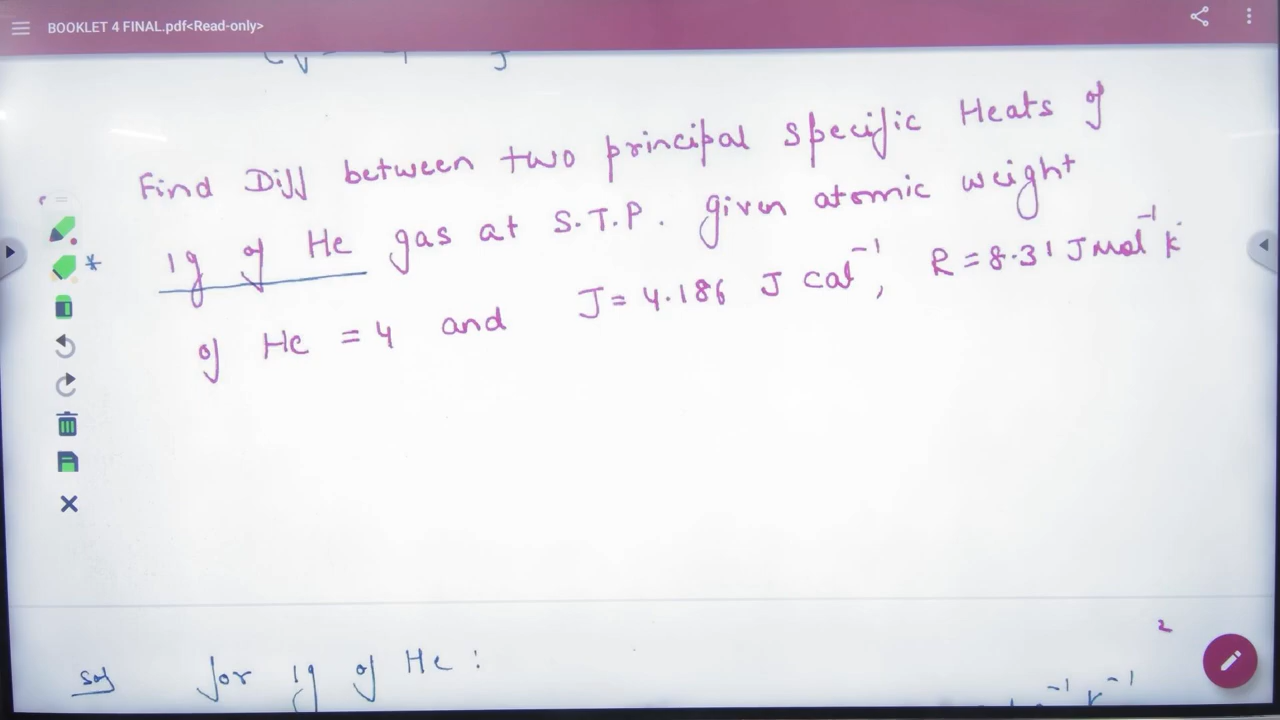 BOOKLET 4 FINAL.pdf<Read-only>
Find Diff between two principal specific Heats of
1g of He gas at S.T.P. given atomic weight
of He = 4 and J = 4.186 J cal⁻¹, R = 8.31 J mol⁻¹ K
2
Sol for 1g of He :